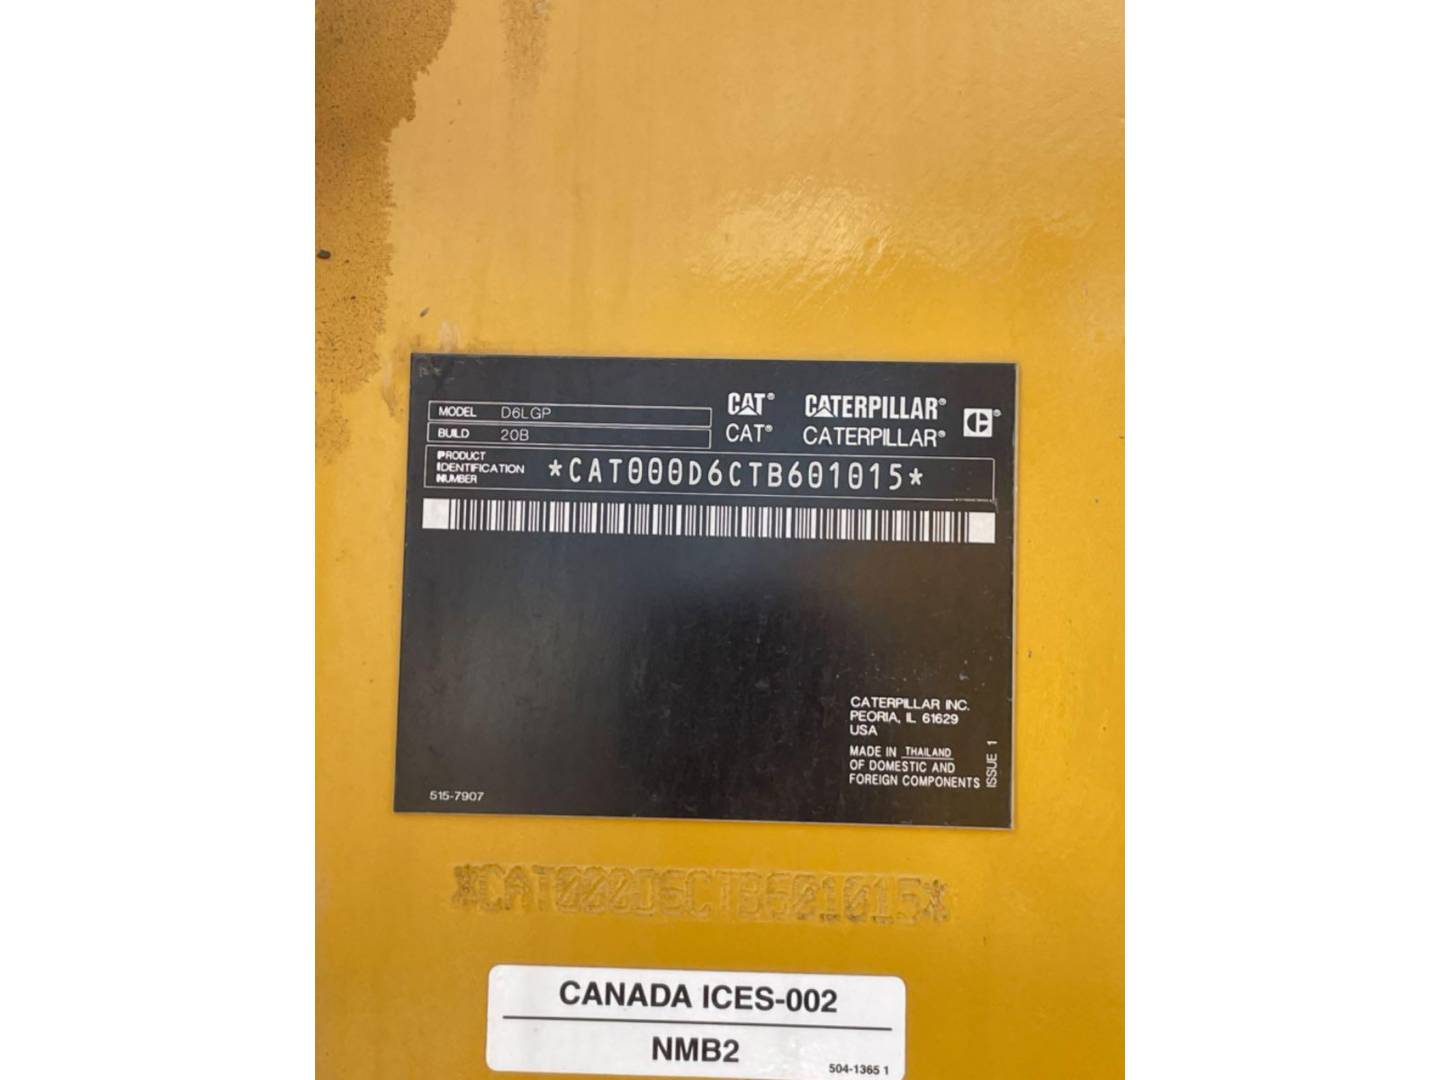 CAT® CATERPILLAR®
CAT® CATERPILLAR®
MODEL D6LGP
BUILD 20B
PRODUCT
IDENTIFICATION
NUMBER
*CAT000D6CTB601015*
CATERPILLAR INC.
PEORIA, IL 61629
USA
MADE IN THAILAND
OF DOMESTIC AND
FOREIGN COMPONENTS
ISSUE 1
515-7907
*CAT000D6CTB601015*
CANADA ICES-002
NMB2
504-1365 1